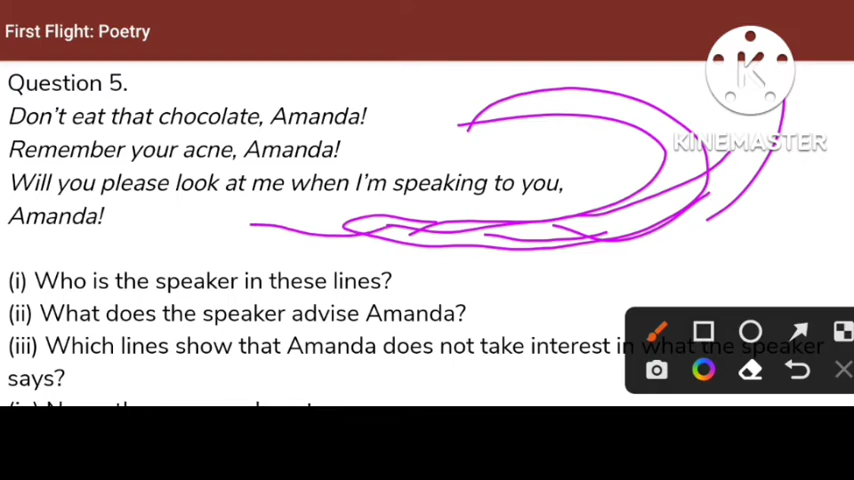 First Flight: Poetry
KINEMASTER
Question 5.
Don't eat that chocolate, Amanda!
Remember your acne, Amanda!
Will you please look at me when I'm speaking to you,
Amanda!
(i) Who is the speaker in these lines?
(ii) What does the speaker advise Amanda?
(iii) Which lines show that Amanda does not take interest in what the speaker
says?